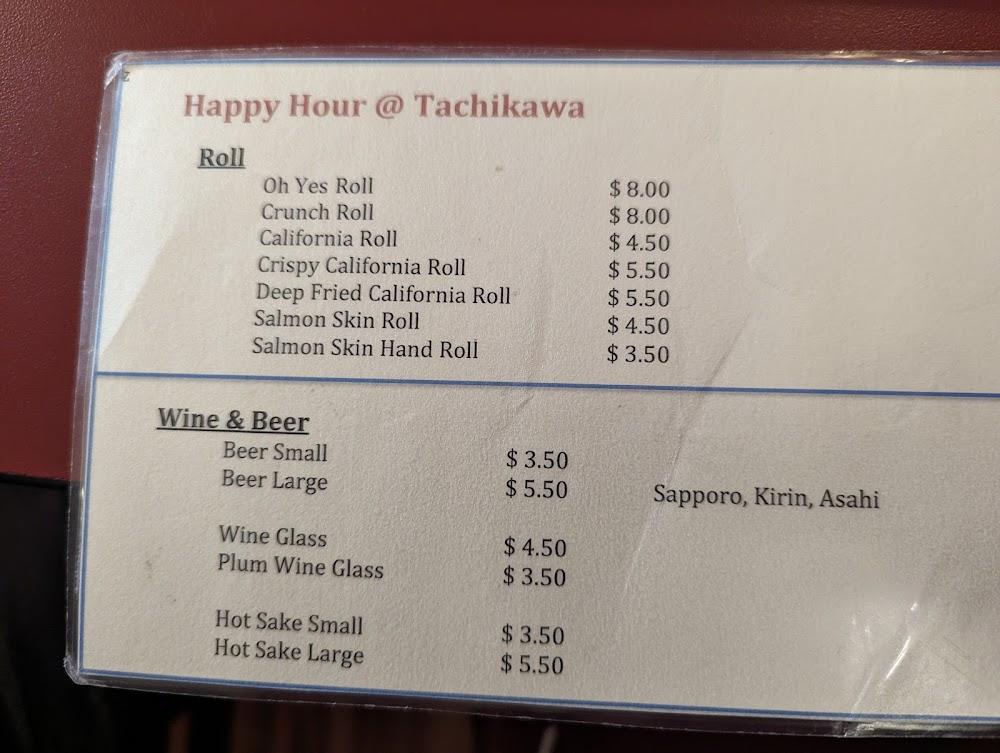 Happy Hour @ Tachikawa
Roll
Oh Yes Roll $ 8.00
Crunch Roll $ 8.00
California Roll $ 4.50
Crispy California Roll $ 5.50
Deep Fried California Roll $ 5.50
Salmon Skin Roll $ 4.50
Salmon Skin Hand Roll $ 3.50
Wine & Beer
Beer Small $ 3.50
Beer Large $ 5.50 Sapporo, Kirin, Asahi
Wine Glass $ 4.50
Plum Wine Glass $ 3.50
Hot Sake Small $ 3.50
Hot Sake Large $ 5.50